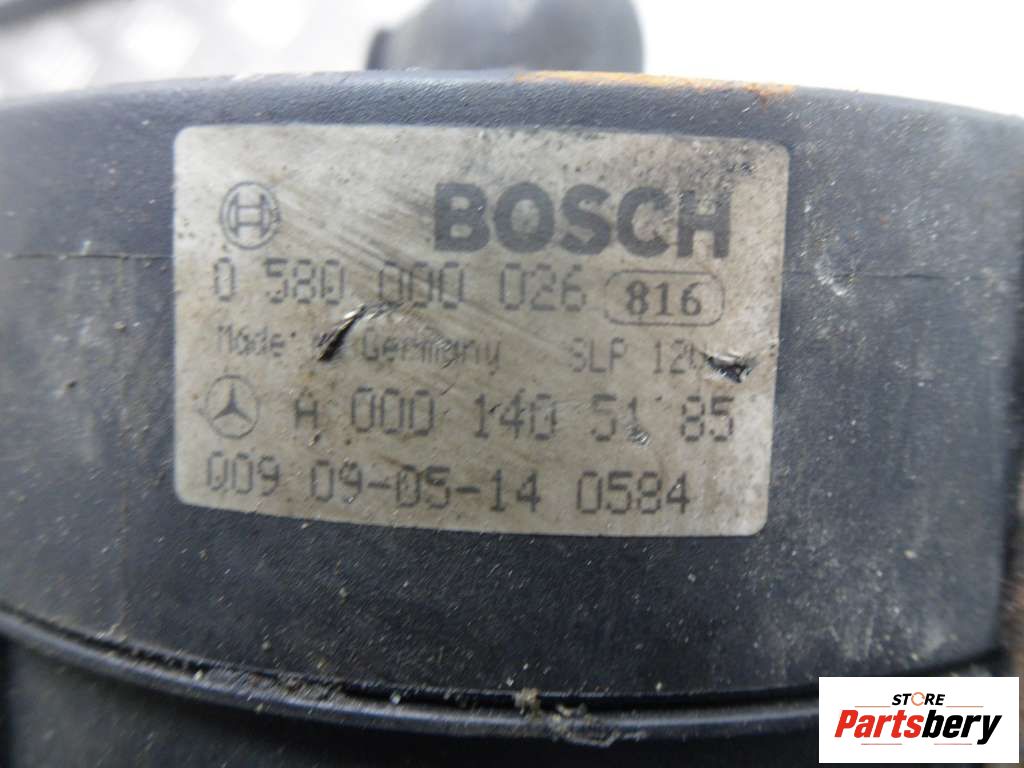 BOSCH
0 580 000 026 816
Made Germany SLP
A 000 140 51 85
Q09 09-05-14 0584
STORE
Partsbery